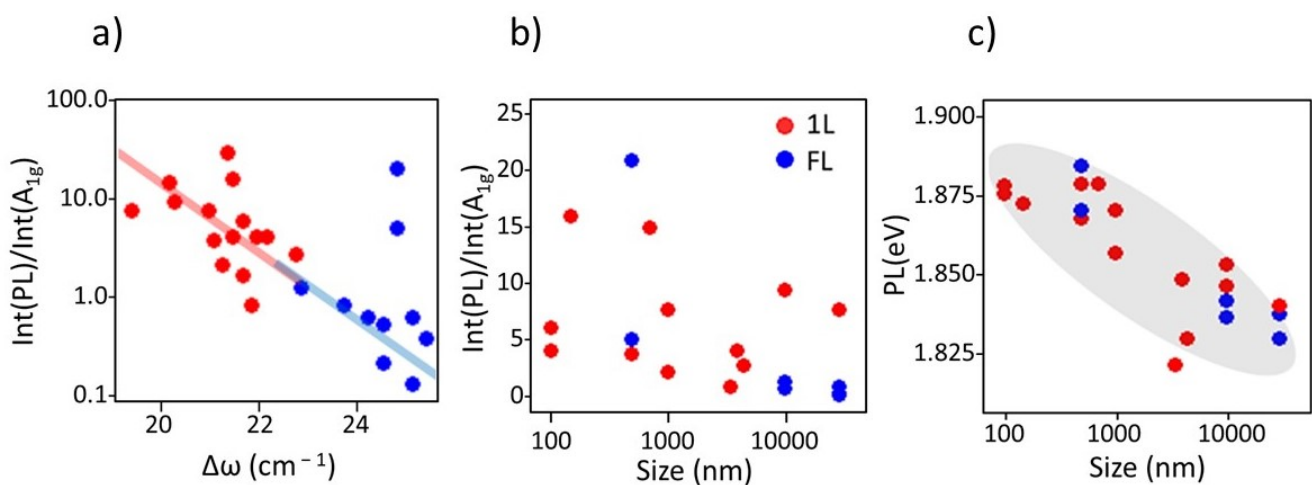 a)
100.0
10.0
1.0
0.1
20 22 24
Int(PL)/Int(A1g)
Δω (cm⁻¹)
b)
25
20
15
10
5
0
100 1000 10000
Int(PL)/Int(A1g)
Size (nm)
1L
FL
c)
1.900
1.875
1.850
1.825
100 1000 10000
PL(eV)
Size (nm)